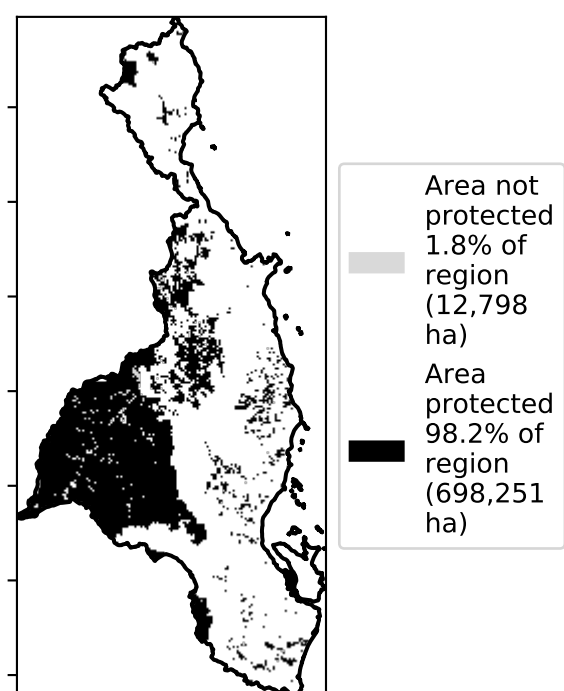 Area not
protected
1.8% of
region
(12,798
ha)
Area
protected
98.2% of
region
(698,251
ha)